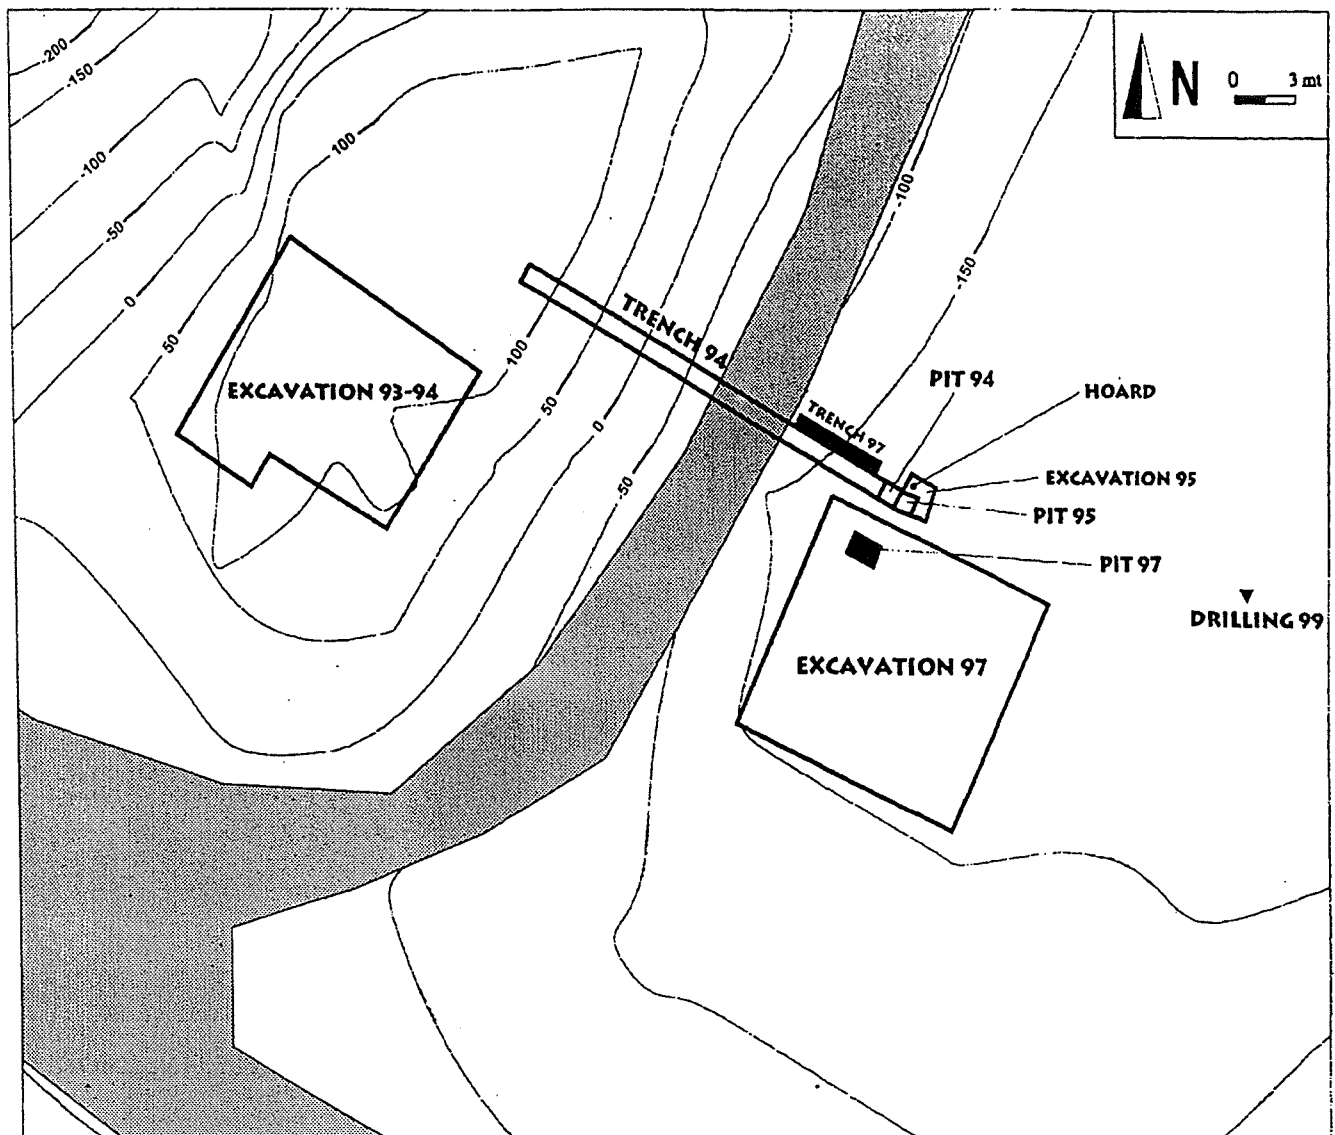 -200
-150
-100
-50
0
50
100
N
0 3 mt
-100
-150
TRENCH 94
EXCAVATION 93-94
100
50
0
-50
TRENCH 97
PIT 94
HOARD
EXCAVATION 95
PIT 95
PIT 97
DRILLING 99
EXCAVATION 97